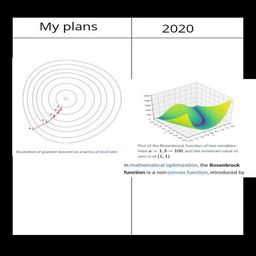 My plans
2020
Illustration of gradient descent on a series of level sets
Plot of the Rosenbrock function of two variables.
Here a = 1, b = 100, and the minimum value of
zero is at (1, 1).
In mathematical optimization, the Rosenbrock
function is a non-convex function, introduced by